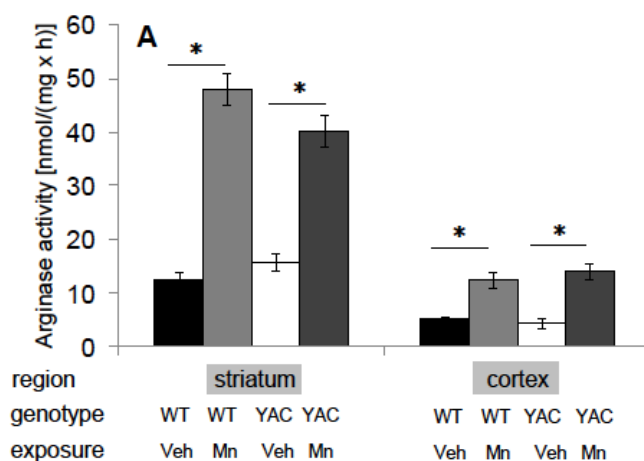 A
Arginase activity [nmol/(mg x h)]
60
50
40
30
20
10
0
* * * *
region striatum cortex
genotype WT WT YAC YAC WT WT YAC YAC
exposure Veh Mn Veh Mn Veh Mn Veh Mn